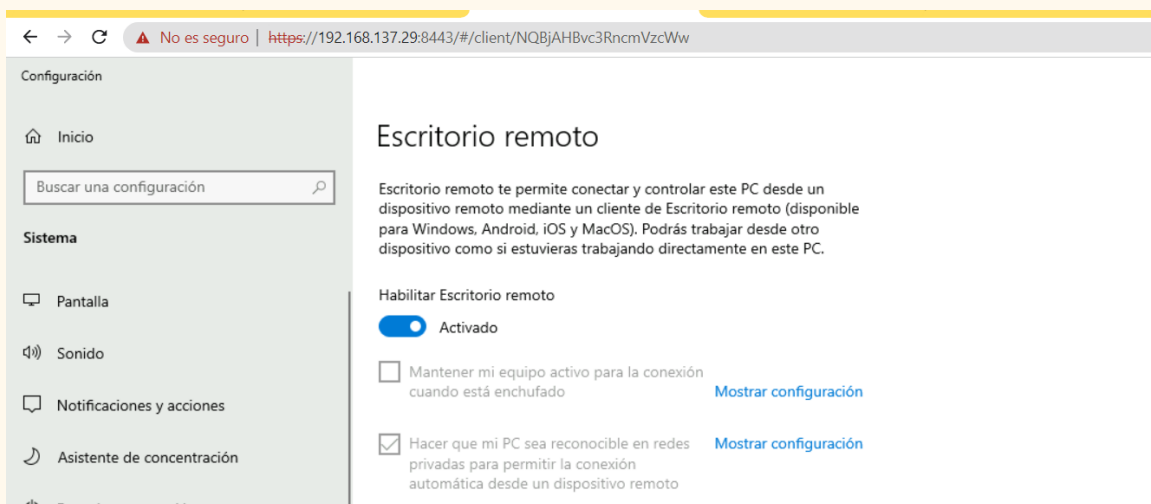 No es seguro | https://192.168.137.29:8443/#/client/NQBjAHBvc3RncmVzcWw
Configuración
Inicio
Buscar una configuración
Sistema
Pantalla
Sonido
Notificaciones y acciones
Asistente de concentración
Escritorio remoto
Escritorio remoto te permite conectar y controlar este PC desde un
dispositivo remoto mediante un cliente de Escritorio remoto (disponible
para Windows, Android, iOS y MacOS). Podrás trabajar desde otro
dispositivo como si estuvieras trabajando directamente en este PC.
Habilitar Escritorio remoto
Activado
Mantener mi equipo activo para la conexión
cuando está enchufado
Mostrar configuración
Hacer que mi PC sea reconocible en redes
privadas para permitir la conexión
automática desde un dispositivo remoto
Mostrar configuración